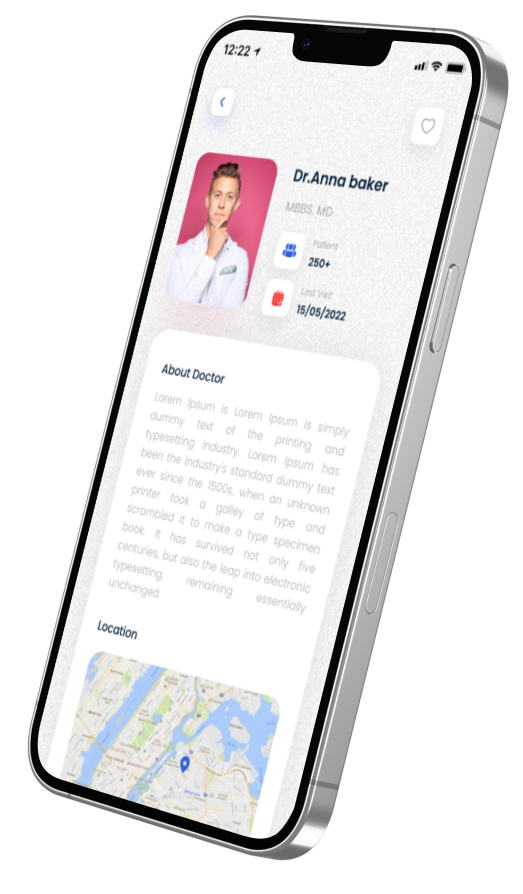 12:22
Dr.Anna baker
MBBS, MD
Patient
250+
Last Visit
15/05/2022
About Doctor
Lorem Ipsum is Lorem Ipsum is simply
dummy text of the printing and
typesetting industry. Lorem Ipsum has
been the industry's standard dummy text
ever since the 1500s, when an unknown
printer took a galley of type and
scrambled it to make a type specimen
book. It has survived not only five
centuries, but also the leap into electronic
typesetting, remaining essentially
unchanged.
Location